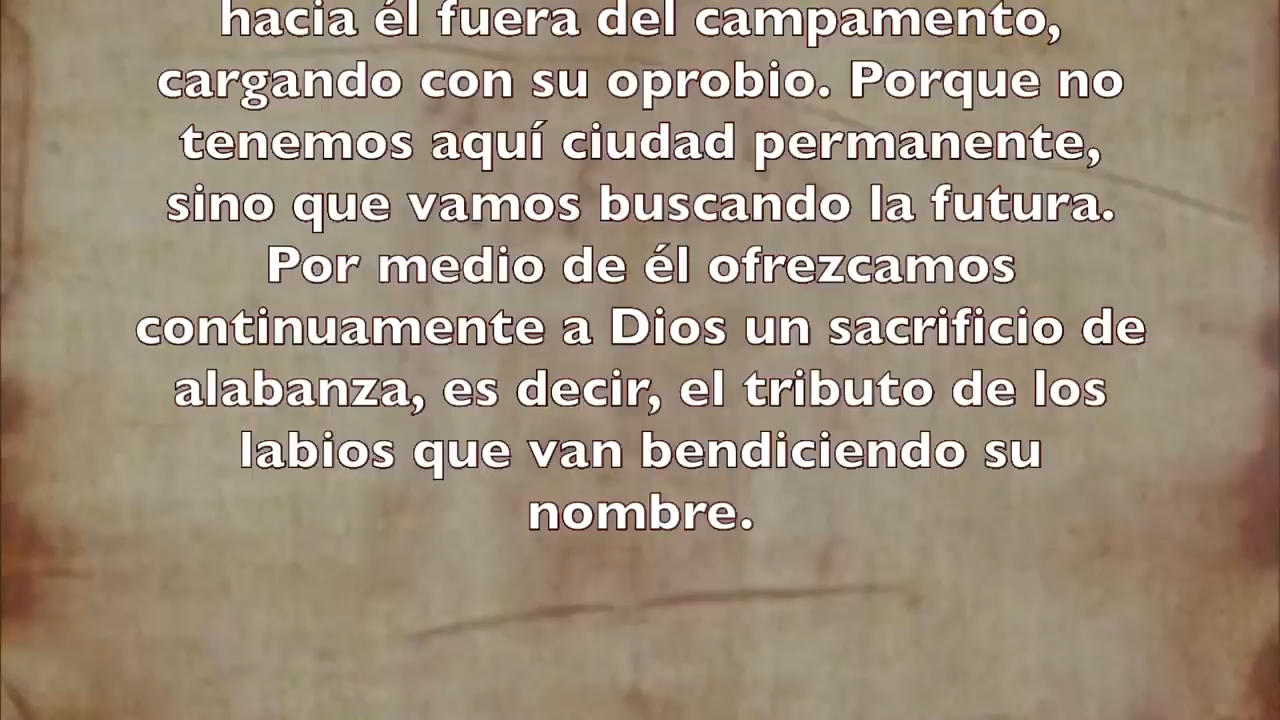 hacia él fuera del campamento,
cargando con su oprobio. Porque no
tenemos aquí ciudad permanente,
sino que vamos buscando la futura.
Por medio de él ofrezcamos
continuamente a Dios un sacrificio de
alabanza, es decir, el tributo de los
labios que van bendiciendo su
nombre.